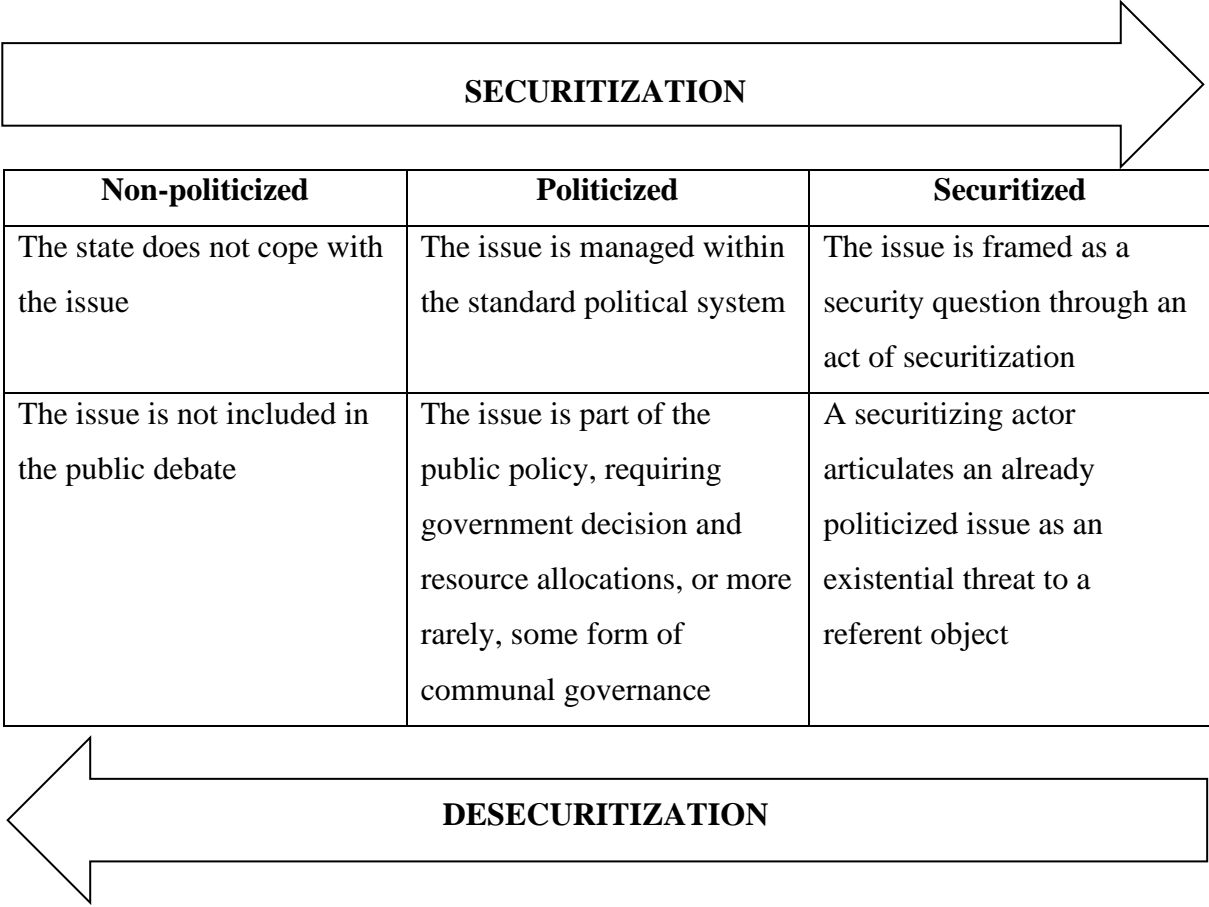 SECURITIZATION
Non-politicized
Politicized
Securitized
The state does not cope with
the issue
The issue is managed within
the standard political system
The issue is framed as a
security question through an
act of securitization
The issue is not included in
the public debate
The issue is part of the
public policy, requiring
government decision and
resource allocations, or more
rarely, some form of
communal governance
A securitizing actor
articulates an already
politicized issue as an
existential threat to a
referent object
DESECURITIZATION